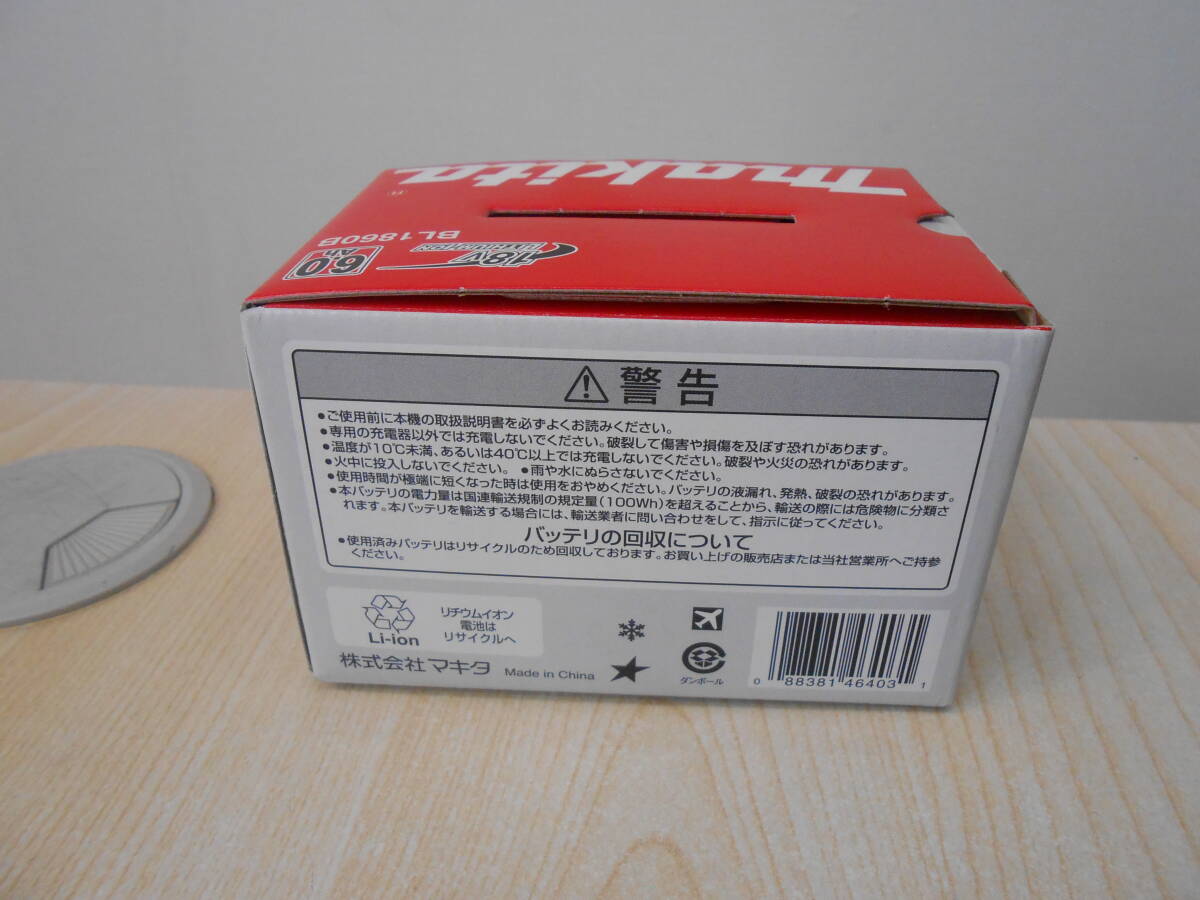 makita
BL1860B
18V
LITHIUM-ION
6.0
Ah
⚠警告
●ご使用前に本機の取扱説明書を必ずよくお読みください。
●専用の充電器以外では充電しないでください。破裂して傷害や損傷を及ぼす恐れがあります。
●温度が10℃未満、あるいは40℃以上では充電しないでください。破裂や火災の恐れがあります。
●火中に投入しないでください。 ●雨や水にぬらさないでください。
●使用時間が極端に短くなった時は使用をおやめください。バッテリの液漏れ、発熱、破裂の恐れがあります。
●本バッテリの電力量は国連輸送規制の規定量(100Wh)を超えることから、輸送の際には危険物に分類さ
れます。本バッテリを輸送する場合には、輸送業者に問い合わせをして、指示に従ってください。
バッテリの回収について
●使用済みバッテリはリサイクルのため回収しております。お買い上げの販売店または当社営業所へご持参
ください。
Li-ion
リチウムイオン
電池は
リサイクルへ
株式会社マキタ Made in China
ダンボール
0 88381 46403 1